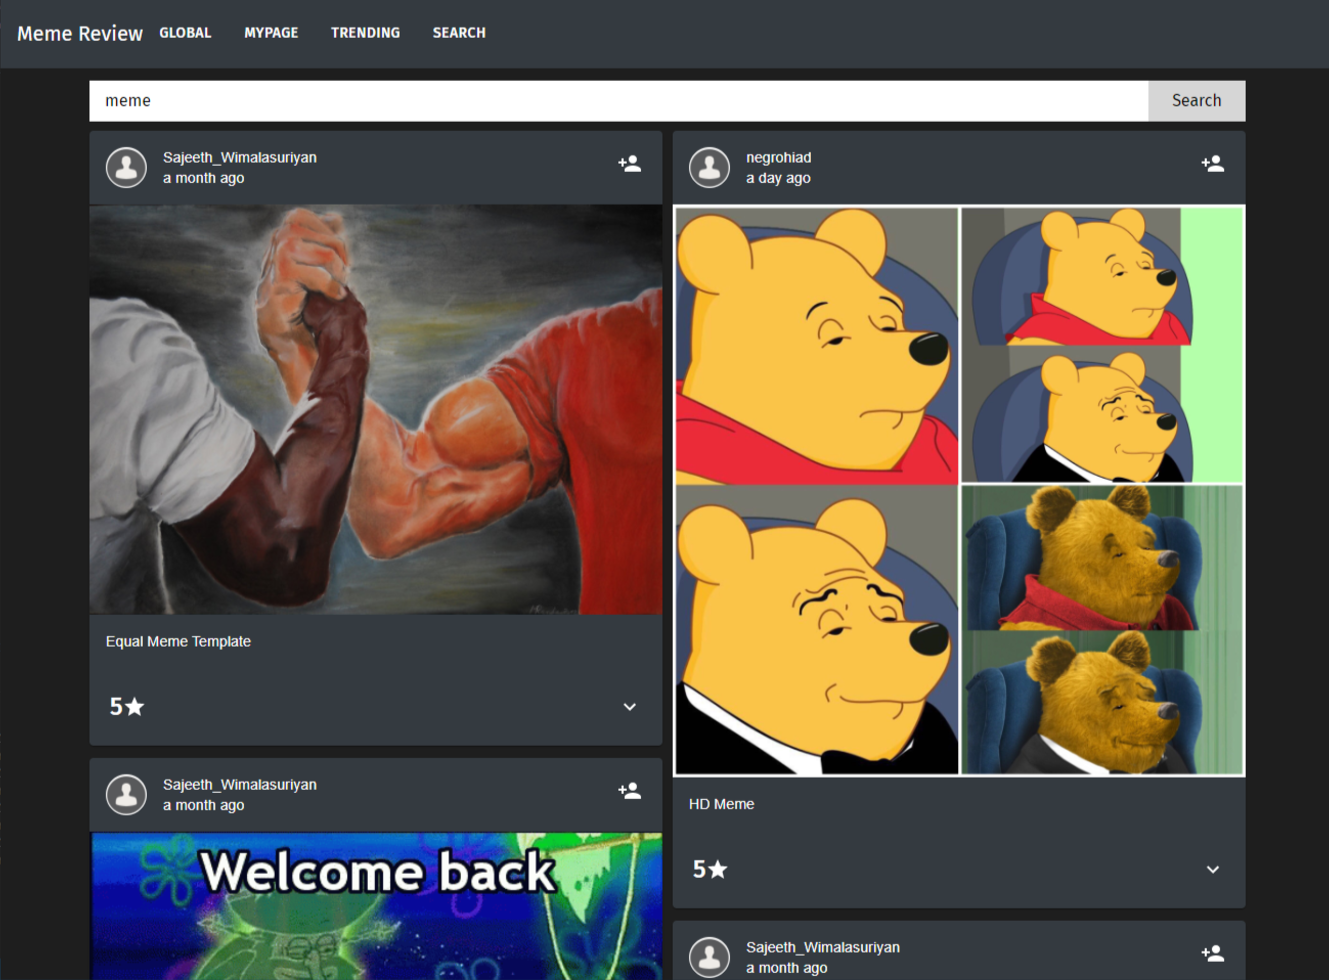 Meme Review GLOBAL MYPAGE TRENDING SEARCH
meme Search
Sajeeth_Wimalasuriyan
a month ago
Equal Meme Template
5
Sajeeth_Wimalasuriyan
a month ago
Welcome back
negrohiad
a day ago
HD Meme
5
Sajeeth_Wimalasuriyan
a month ago